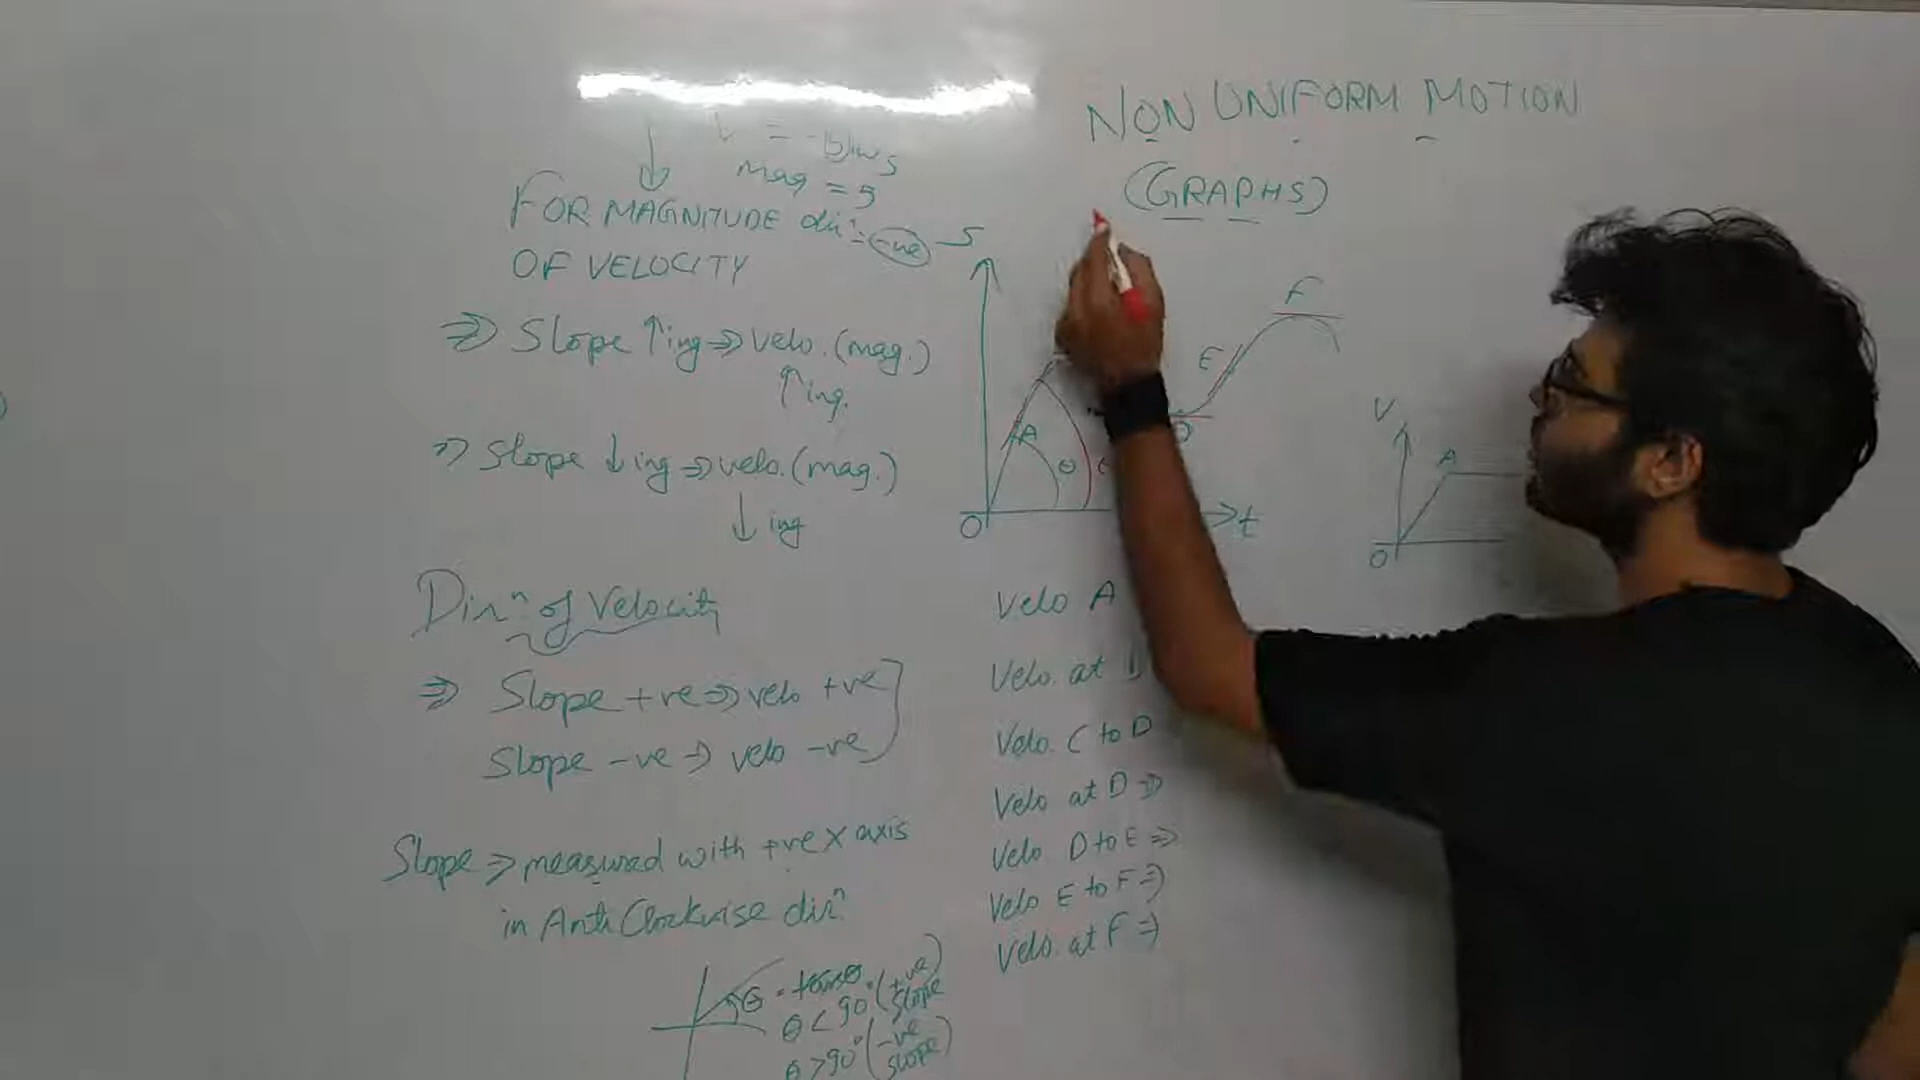 NON UNIFORM MOTION
(GRAPHS)
Mag = 5
FOR MAGNITUDE dirⁿ = -ve
OF VELOCITY
⇒ Slope ↑ing ⇒ velo. (mag.)
↑ing.
⇒ Slope ↓ing ⇒ velo. (mag.)
↓ing
Dirⁿ of Velocity
⇒ Slope +ve ⇒ velo +ve
Slope -ve ⇒ velo -ve
Slope ⇒ measured with +ve X axis
in Anti Clockwise dirⁿ
θ = tanθ
θ < 90° (+ve slope)
θ > 90° (-ve slope)
S
F
E
A
D
θ
O
t
V
A
O
Velo A
Velo. at
Velo. C to D
Velo at D ⇒
Velo D to E ⇒
Velo E to F ⇒
Velo. at F ⇒